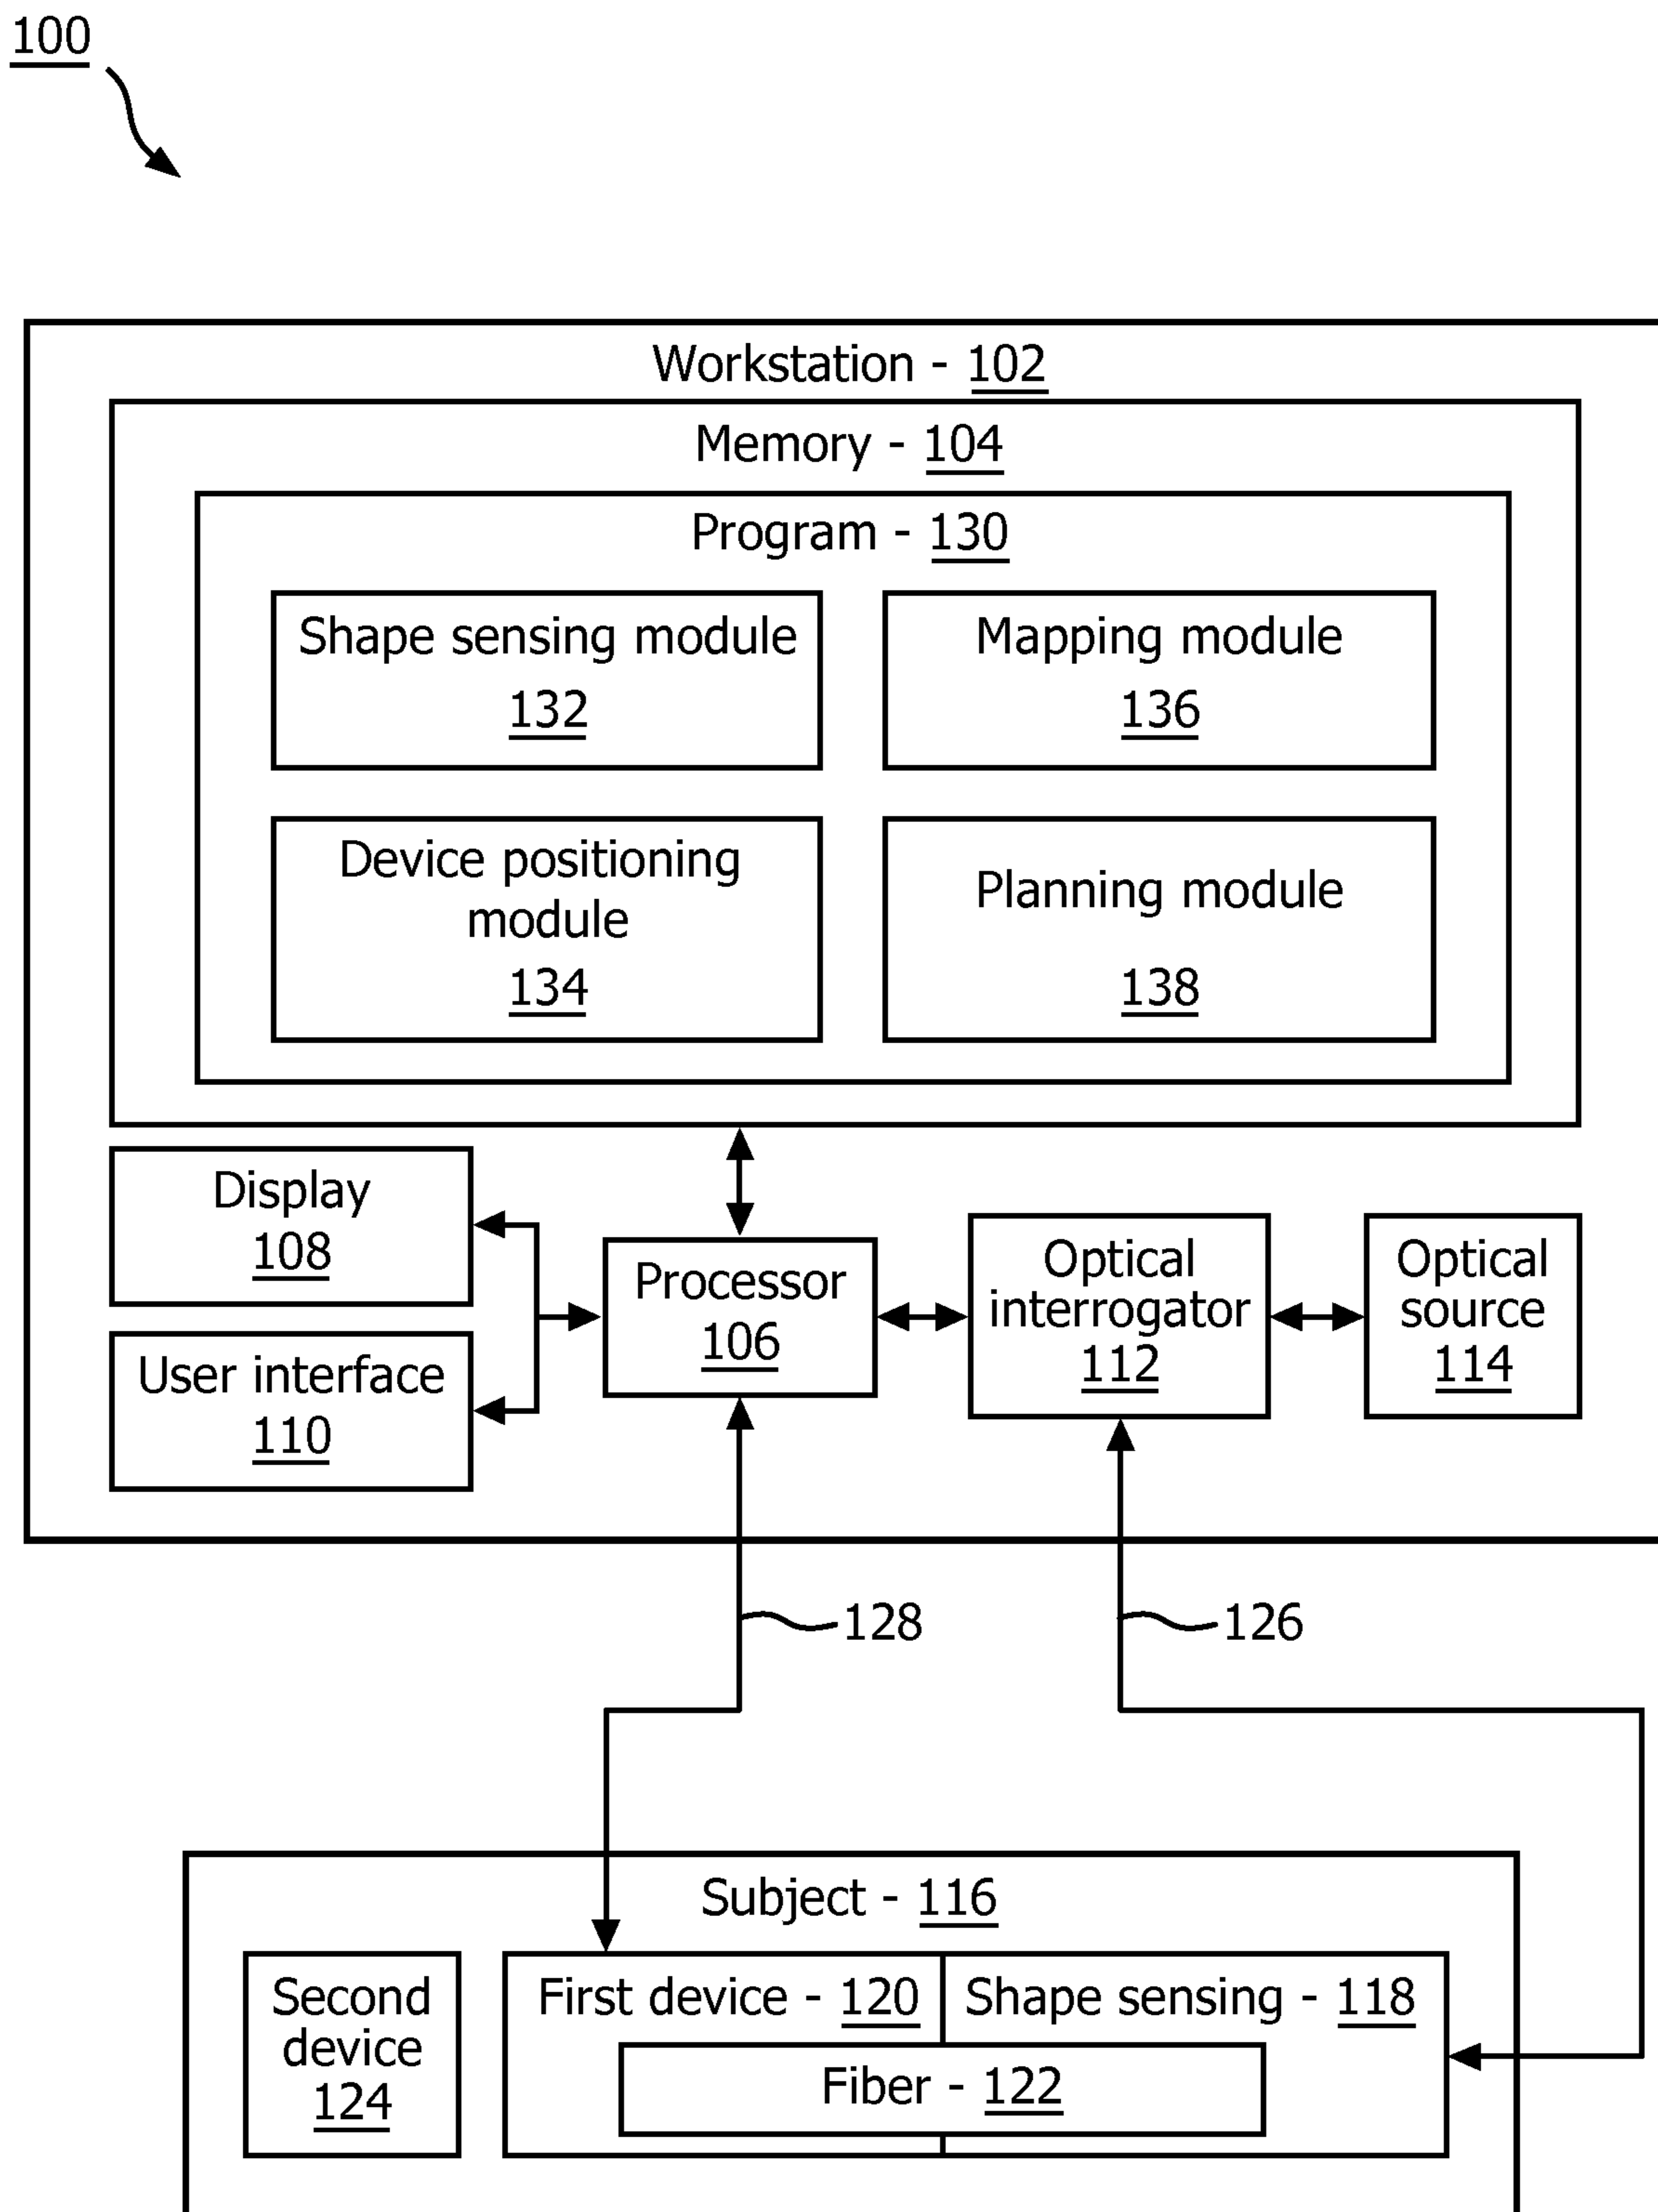 100
Workstation - 102
Memory - 104
Program - 130
Shape sensing module
132
Mapping module
136
Device positioning
module
134
Planning module
138
Display
108
User interface
110
Processor
106
Optical
interrogator
112
Optical
source
114
128
126
Subject - 116
Second
device
124
First device - 120
Shape sensing - 118
Fiber - 122